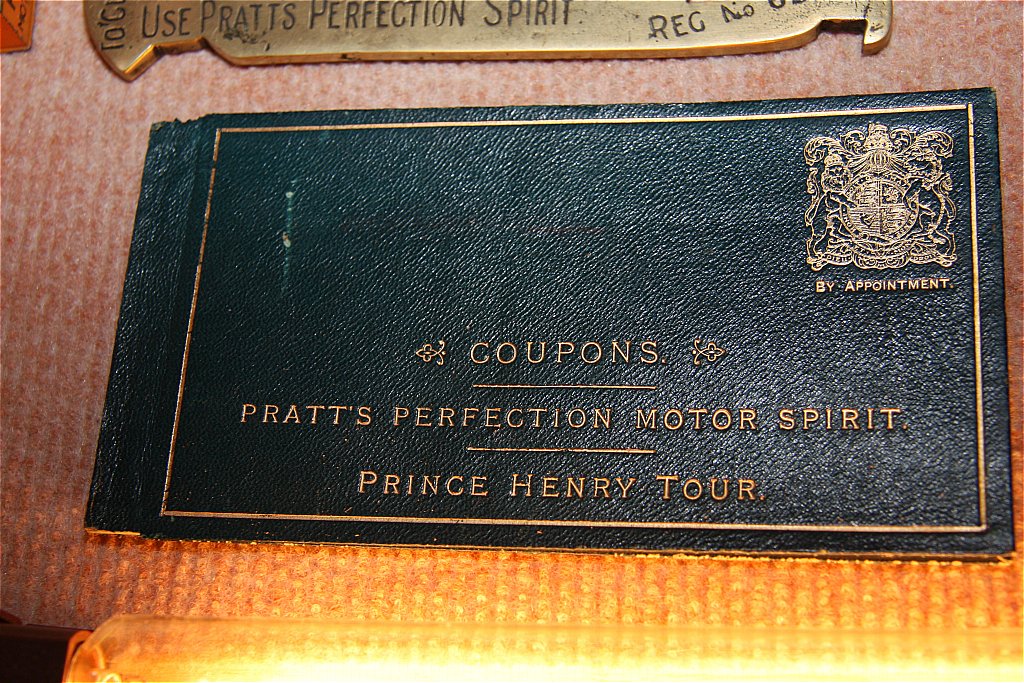 USE PRATTS PERFECTION SPIRIT.
REG No
BY APPOINTMENT.
COUPONS.
PRATT'S PERFECTION MOTOR SPIRIT.
PRINCE HENRY TOUR.